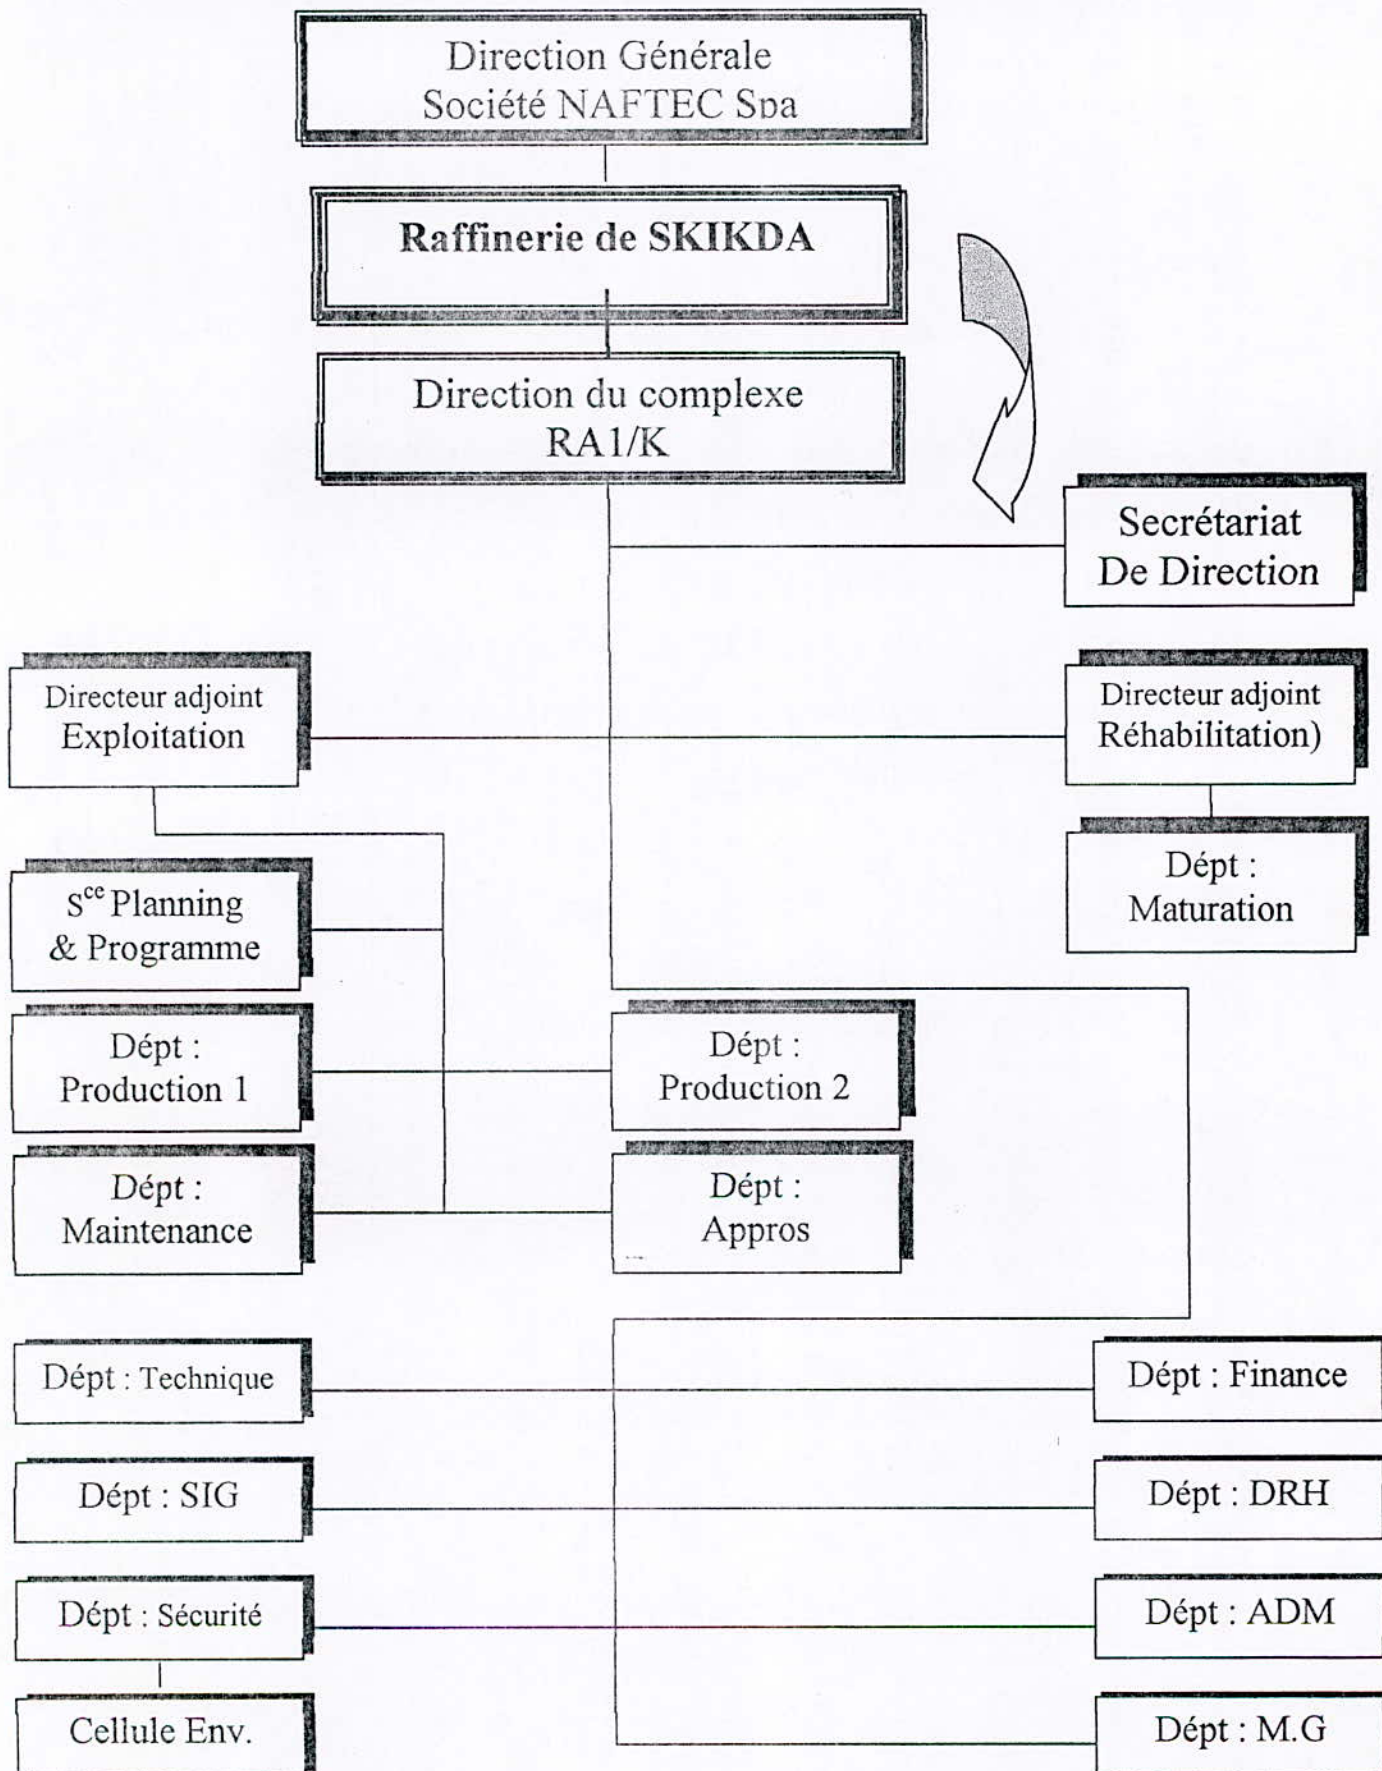 Direction Générale
Société NAFTEC Spa
Raffinerie de SKIKDA
Direction du complexe
RA1/K
Secrétariat
De Direction
Directeur adjoint
Exploitation
Directeur adjoint
Réhabilitation)
Dépt :
Maturation
Sce Planning
& Programme
Dépt :
Production 1
Dépt :
Production 2
Dépt :
Maintenance
Dépt :
Appros
Dépt : Technique
Dépt : Finance
Dépt : SIG
Dépt : DRH
Dépt : Sécurité
Dépt : ADM
Cellule Env.
Dépt : M.G